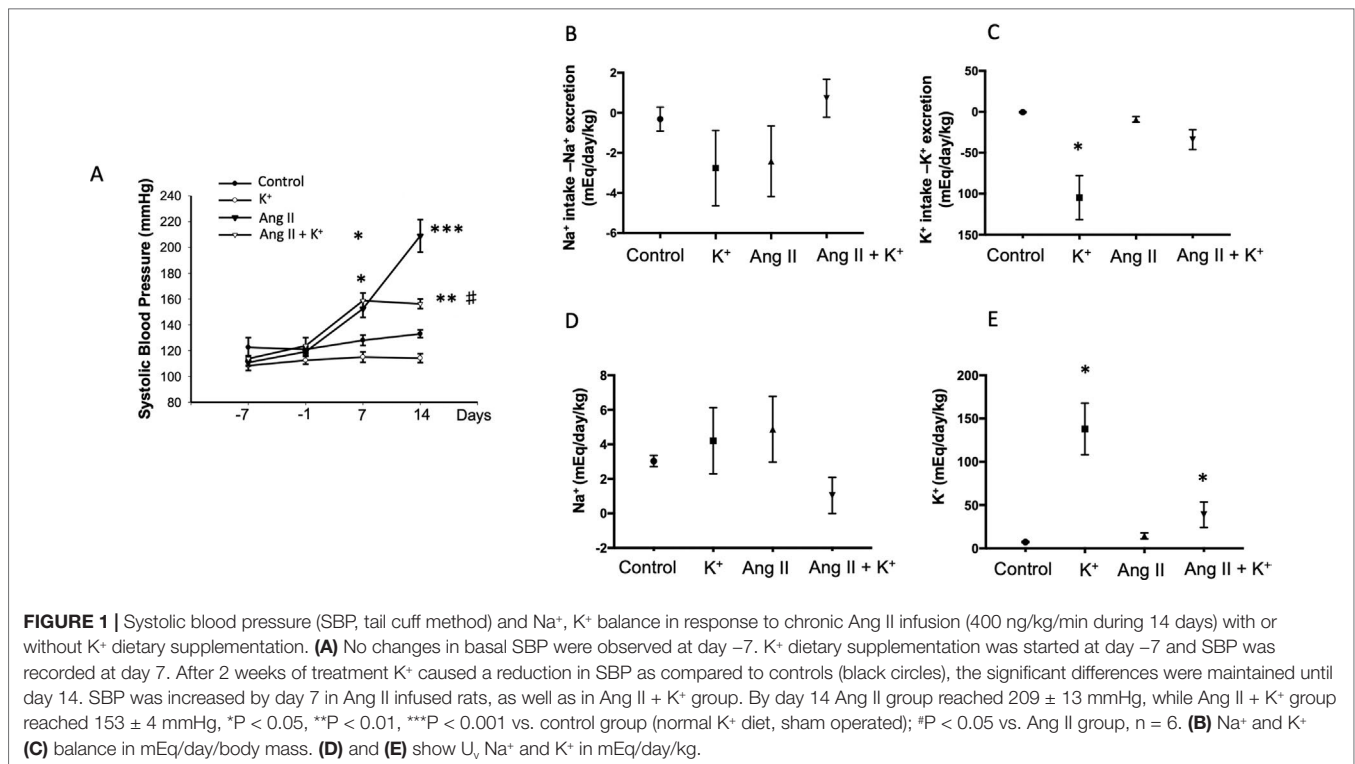 A
Control
K⁺
Ang II
Ang II + K⁺
Systolic Blood Pressure (mmHg)
240
220
200
180
160
140
120
100
80
*
*
***
** #
-7
-1
7
14
Days
B
Na⁺ intake –Na⁺ excretion
(mEq/day/kg)
2
0
-2
-4
-6
Control
K⁺
Ang II
Ang II + K⁺
C
K⁺ intake –K⁺ excretion
(mEq/day/kg)
50
0
-50
100
150
*
Control
K⁺
Ang II
Ang II + K⁺
D
Na⁺ (mEq/day/kg)
8
6
4
2
0
-2
Control
K⁺
Ang II
Ang II + K⁺
E
K⁺ (mEq/day/kg)
200
150
100
50
0
*
*
Control
K⁺
Ang II
Ang II + K⁺
FIGURE 1 | Systolic blood pressure (SBP, tail cuff method) and Na⁺, K⁺ balance in response to chronic Ang II infusion (400 ng/kg/min during 14 days) with or
without K⁺ dietary supplementation. (A) No changes in basal SBP were observed at day −7. K⁺ dietary supplementation was started at day −7 and SBP was
recorded at day 7. After 2 weeks of treatment K⁺ caused a reduction in SBP as compared to controls (black circles), the significant differences were maintained until
day 14. SBP was increased by day 7 in Ang II infused rats, as well as in Ang II + K⁺ group. By day 14 Ang II group reached 209 ± 13 mmHg, while Ang II + K⁺ group
reached 153 ± 4 mmHg, *P < 0.05, **P < 0.01, ***P < 0.001 vs. control group (normal K⁺ diet, sham operated); #P < 0.05 vs. Ang II group, n = 6. (B) Na⁺ and K⁺
(C) balance in mEq/day/body mass. (D) and (E) show Uᵥ Na⁺ and K⁺ in mEq/day/kg.